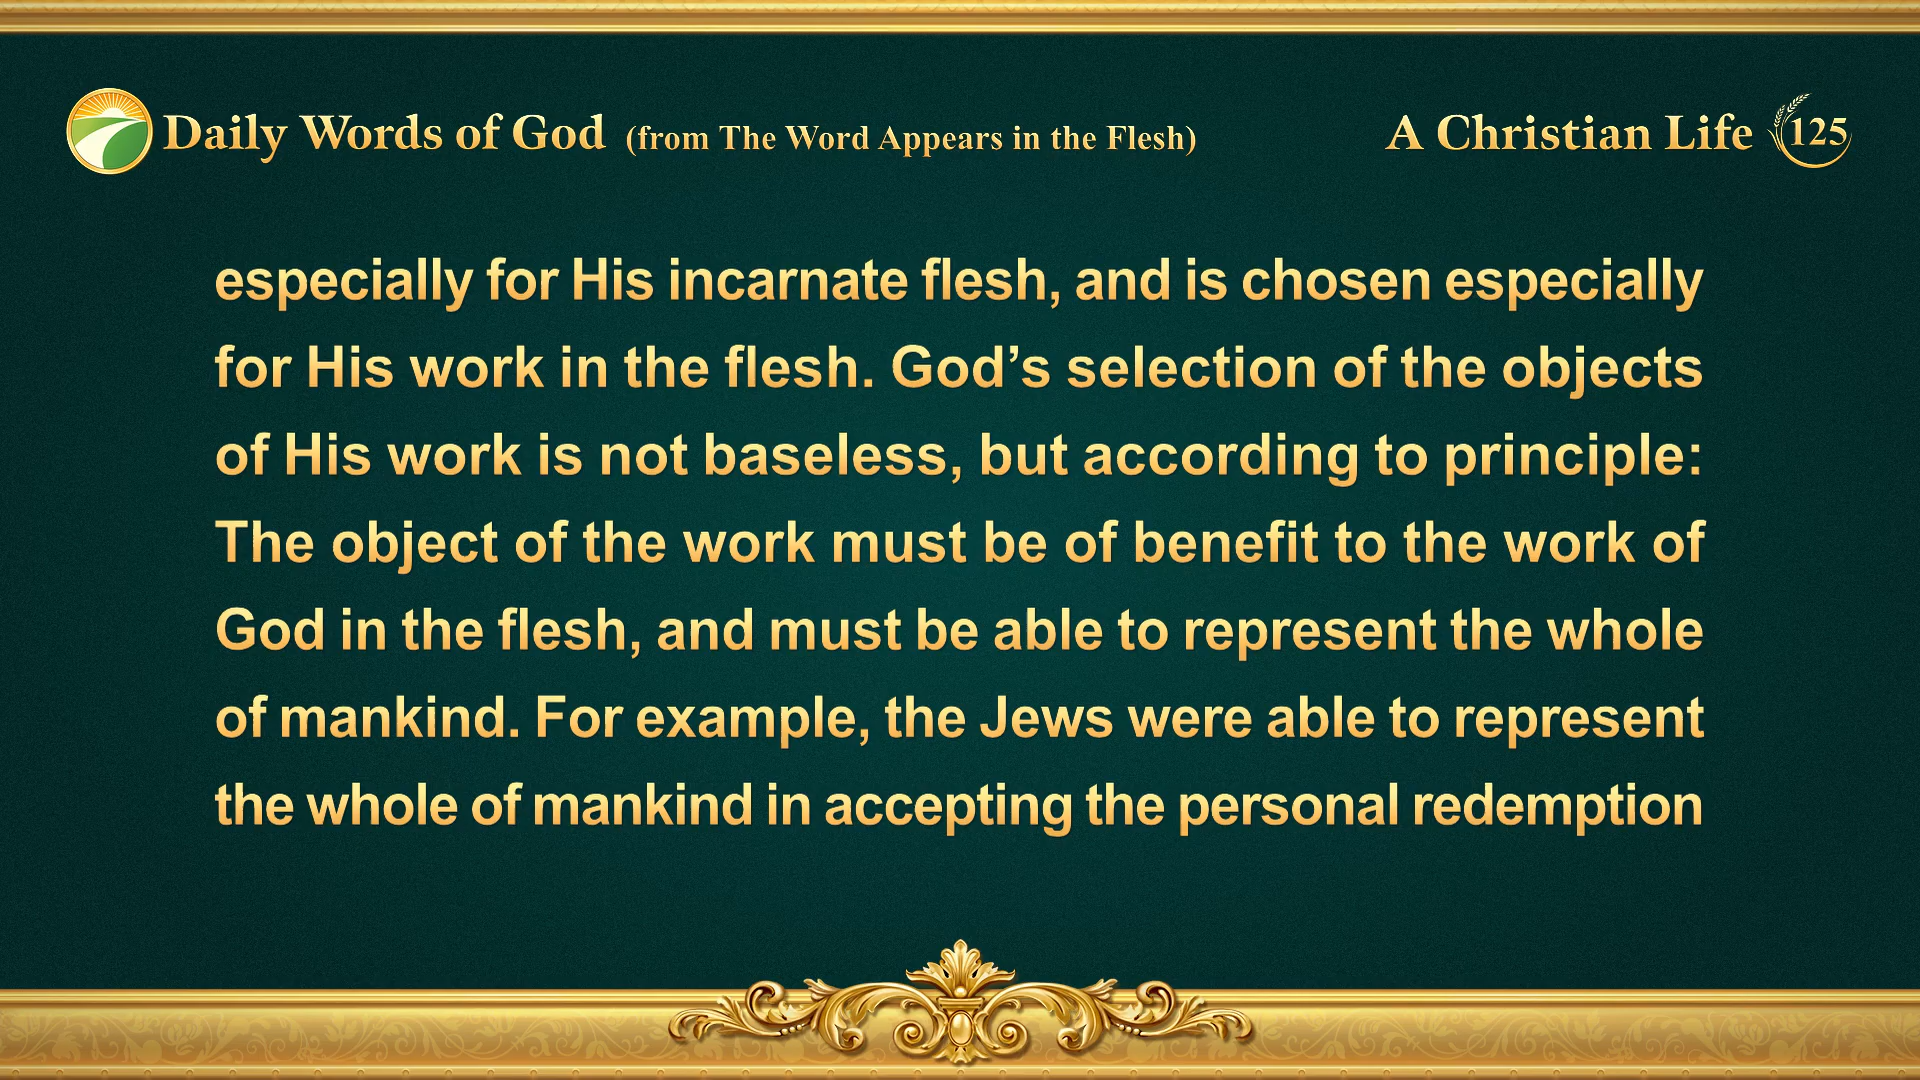 Daily Words of God (from The Word Appears in the Flesh)
A Christian Life 125
especially for His incarnate flesh, and is chosen especially
for His work in the flesh. God’s selection of the objects
of His work is not baseless, but according to principle:
The object of the work must be of benefit to the work of
God in the flesh, and must be able to represent the whole
of mankind. For example, the Jews were able to represent
the whole of mankind in accepting the personal redemption